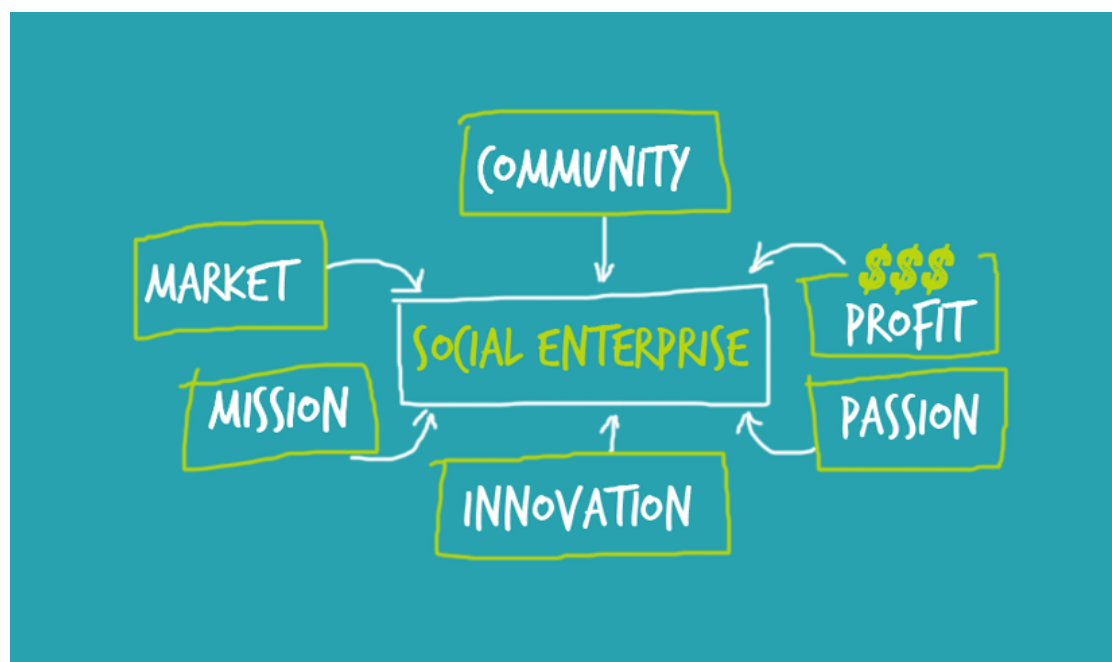 COMMUNITY
MARKET
$$$
PROFIT
SOCIAL ENTERPRISE
MISSION
PASSION
INNOVATION